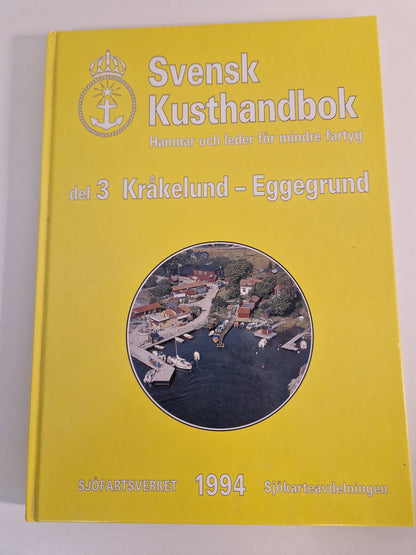 Svensk
Kusthandbok
Hamnar och leder för mindre fartyg
del 3 Kråkelund – Eggegrund
SJÖFARTSVERKET 1994 Sjökarteavdelningen